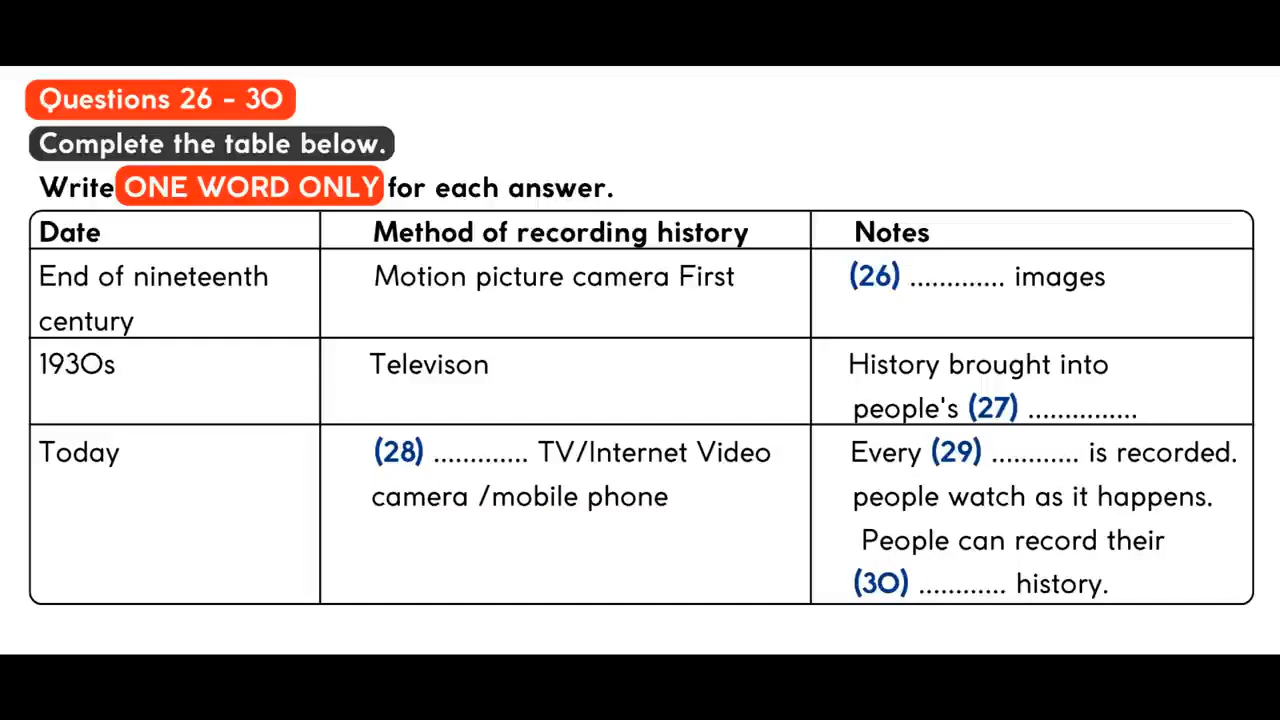 Questions 26 - 30
Complete the table below.
Write ONE WORD ONLY for each answer.
Date Method of recording history Notes
End of nineteenth century Motion picture camera First (26) ............. images
1930s Televison History brought into people's (27) ...............
Today (28) ............. TV/Internet Video camera /mobile phone Every (29) ............ is recorded. people watch as it happens. People can record their (30) ............ history.